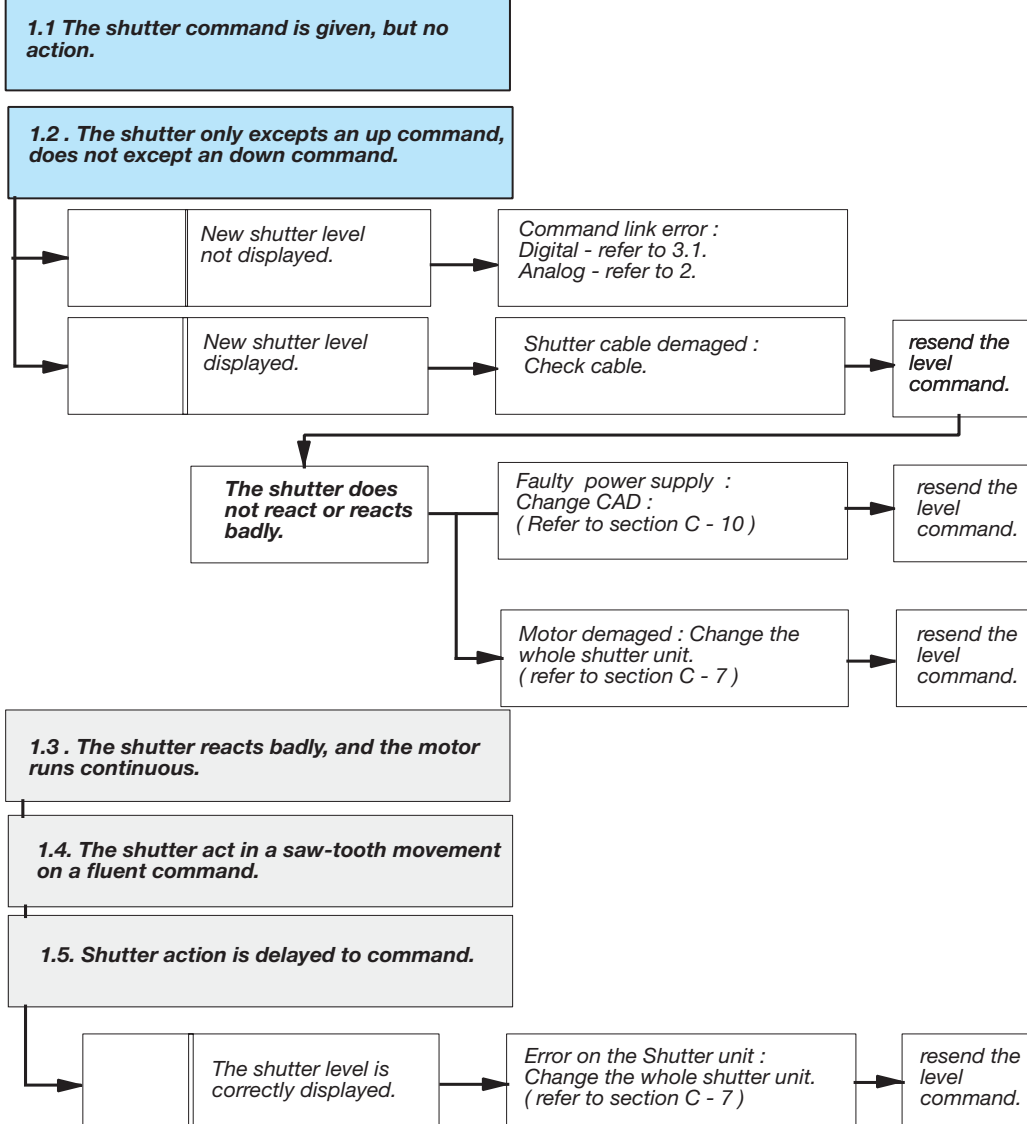 1.1 The shutter command is given, but no
action.
1.2 . The shutter only excepts an up command,
does not except an down command.
New shutter level
not displayed.
Command link error :
Digital - refer to 3.1.
Analog - refer to 2.
New shutter level
displayed.
Shutter cable demaged :
Check cable.
resend the
level
command.
The shutter does
not react or reacts
badly.
Faulty power supply :
Change CAD :
( Refer to section C - 10 )
resend the
level
command.
Motor demaged : Change the
whole shutter unit.
( refer to section C - 7 )
resend the
level
command.
1.3 . The shutter reacts badly, and the motor
runs continuous.
1.4. The shutter act in a saw-tooth movement
on a fluent command.
1.5. Shutter action is delayed to command.
The shutter level is
correctly displayed.
Error on the Shutter unit :
Change the whole shutter unit.
( refer to section C - 7 )
resend the
level
command.